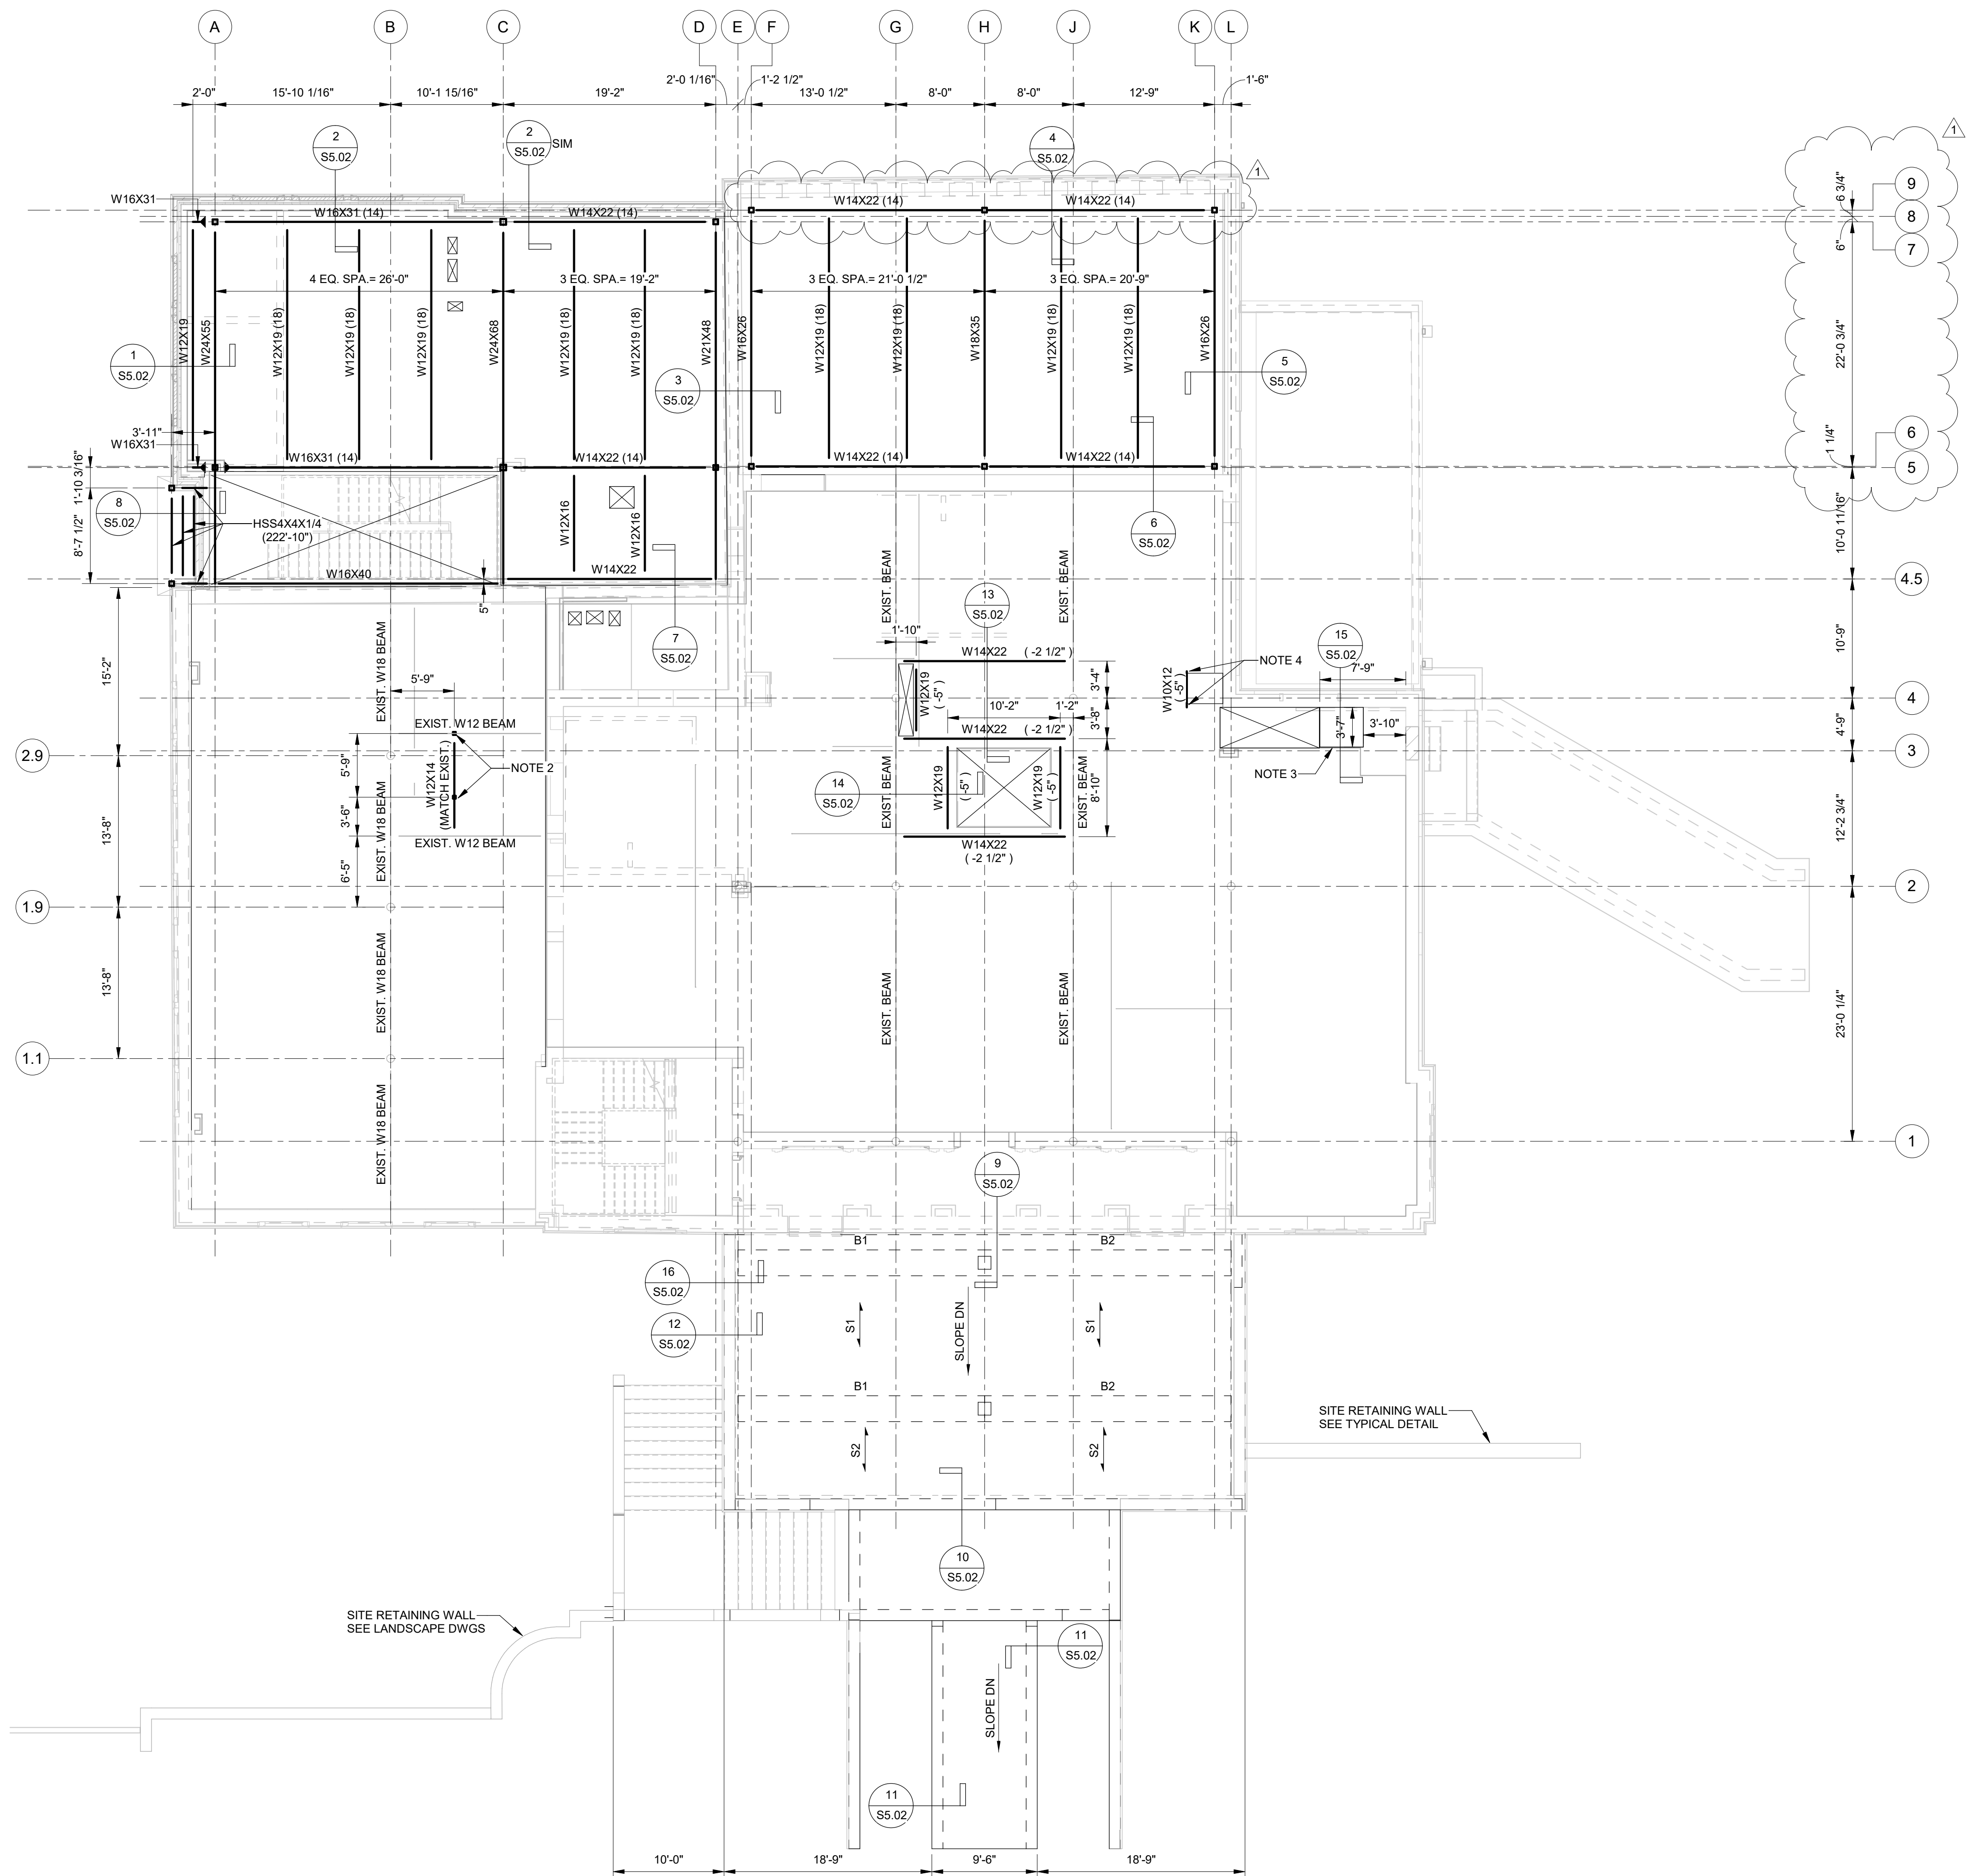 A
B
C
D
E
F
G
H
J
K
L
2'-0"
15'-10 1/16"
10'-1 15/16"
19'-2"
2'-0 1/16"
1'-2 1/2"
13'-0 1/2"
8'-0"
8'-0"
12'-9"
1'-6"
2
S5.02
2
S5.02
SIM
4
S5.02
1
1
W16X31
W16X31 (14)
W14X22 (14)
W14X22 (14)
W14X22 (14)
9
8
7
6 3/4"
6"
22'-0 3/4"
4 EQ. SPA.= 26'-0"
3 EQ. SPA.= 19'-2"
3 EQ. SPA.= 21'-0 1/2"
3 EQ. SPA.= 20'-9"
W12X19
W24X55
W12X19 (18)
W12X19 (18)
W12X19 (18)
W24X68
W12X19 (18)
W12X19 (18)
W21X48
W16X26
W12X19 (18)
W12X19 (18)
W18X35
W12X19 (18)
W12X19 (18)
W16X26
1
S5.02
3
S5.02
5
S5.02
3'-11"
W16X31
W16X31 (14)
W14X22 (14)
W14X22 (14)
W14X22 (14)
1 1/4"
6
5
1'-10 3/16"
8'-7 1/2"
8
S5.02
HSS4X4X1/4
(222'-10")
W12X16
W12X16
6
S5.02
10'-0 11/16"
W16X40
5"
W14X22
4.5
EXIST. BEAM
EXIST. BEAM
7
S5.02
13
S5.02
15
S5.02
15'-2"
EXIST. W18 BEAM
5'-9"
1'-10"
W14X22
( -2 1/2" )
3'-4"
W12X19
( -5" )
W10X12
( -5" )
NOTE 4
7'-9"
10'-9"
4
EXIST. W12 BEAM
10'-2"
1'-2"
3'-8"
W14X22
( -2 1/2" )
3'-7"
3'-10"
4'-9"
3
2.9
5'-9"
3'-6"
6'-5"
W12X14
(MATCH EXIST.)
NOTE 2
NOTE 3
EXIST. W18 BEAM
14
S5.02
EXIST. BEAM
W12X19
( -5" )
W12X19
( -5" )
EXIST. BEAM
8'-10"
13'-8"
EXIST. W12 BEAM
W14X22
( -2 1/2" )
12'-2 3/4"
2
1.9
13'-8"
EXIST. W18 BEAM
EXIST. BEAM
EXIST. BEAM
23'-0 1/4"
1.1
EXIST. W18 BEAM
1
9
S5.02
B1
B2
16
S5.02
12
S5.02
S1
SLOPE DN
S1
B1
B2
S2
S2
SITE RETAINING WALL
SEE TYPICAL DETAIL
10
S5.02
SITE RETAINING WALL
SEE LANDSCAPE DWGS
11
S5.02
SLOPE DN
11
S5.02
10'-0"
18'-9"
9'-6"
18'-9"